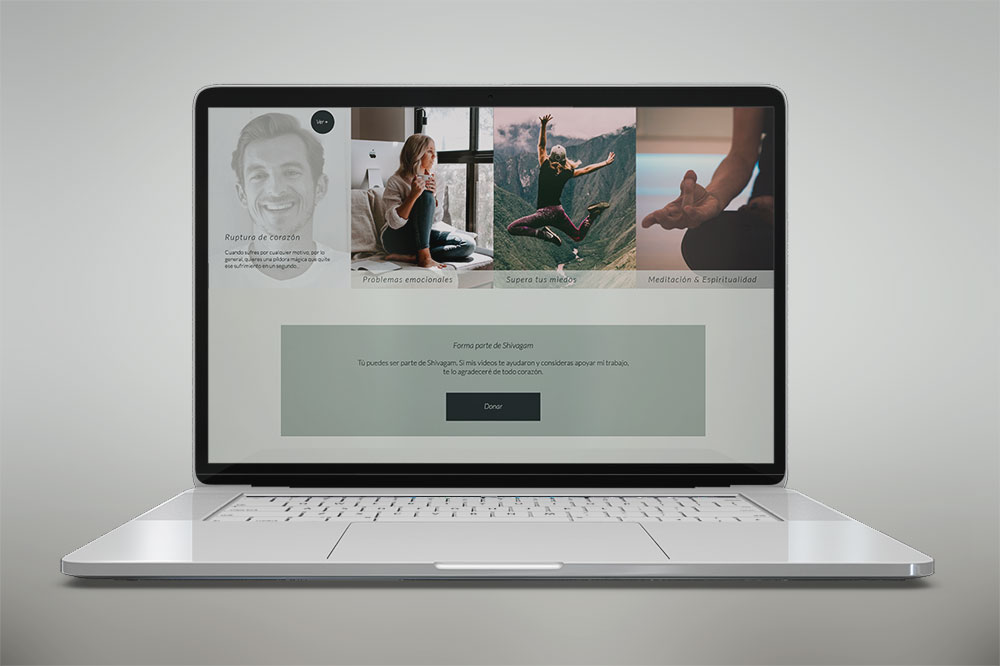 Ver +
Ruptura de corazón
Cuando sufres por cualquier motivo, por lo
general, quieres una píldora mágica que quite
ese sufrimiento en un segundo...
Problemas emocionales
Supera tus miedos
Meditación & Espiritualidad
Forma parte de Shivagam
Tú puedes ser parte de Shivagam. Si mis vídeos te ayudaron y consideras apoyar mi trabajo,
te lo agradeceré de todo corazón.
Donar